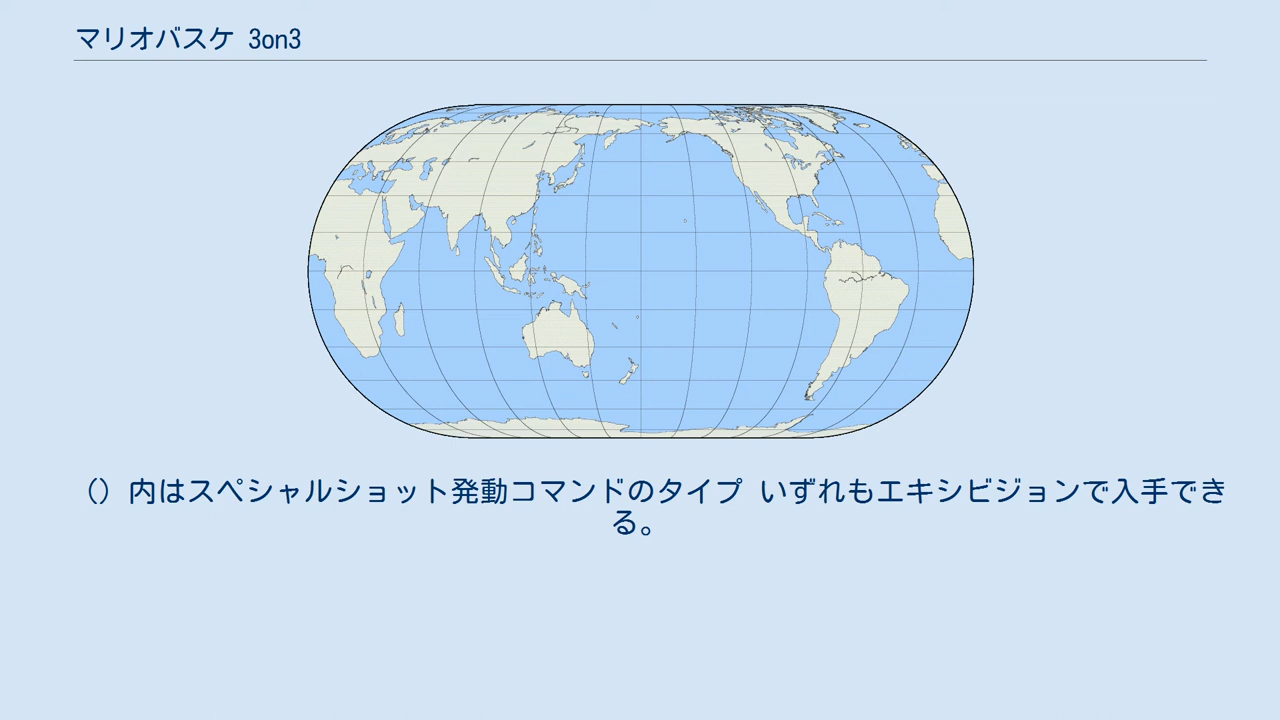 マリオバスケ 3on3
（）内はスペシャルショット発動コマンドのタイプ いずれもエキシビジョンで入手でき
る。